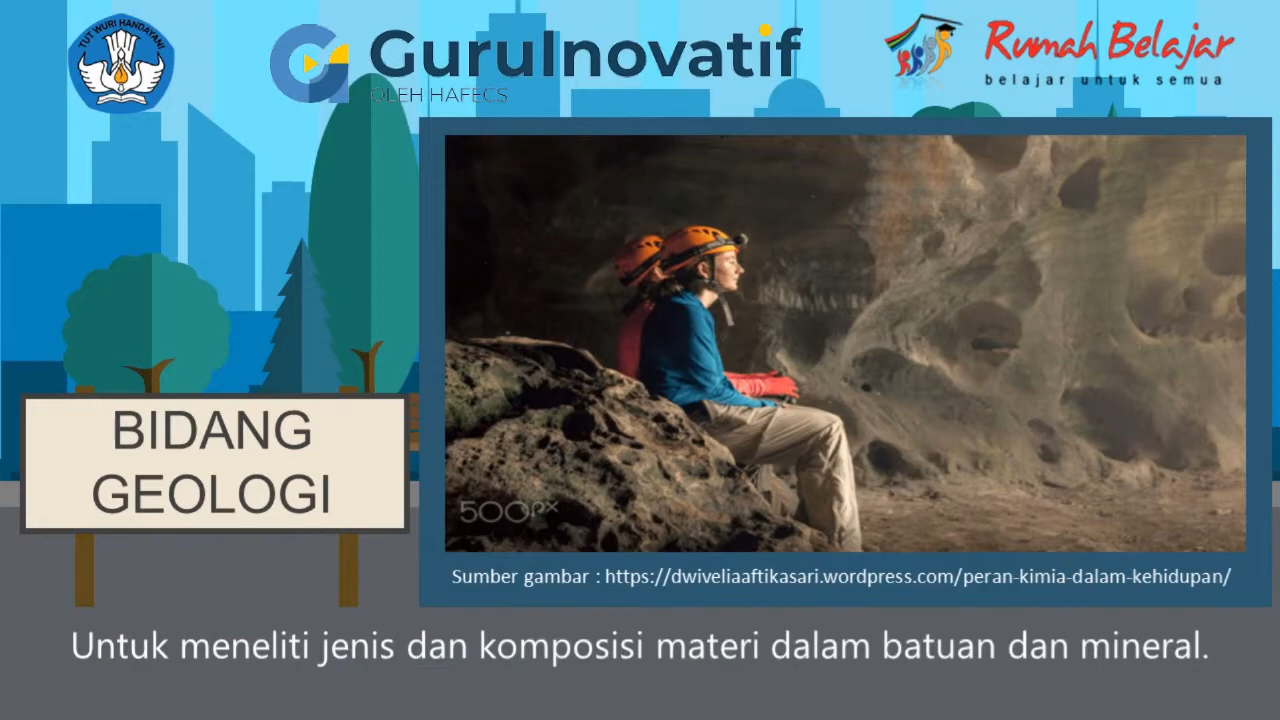 TUT WURI HANDAYANI
GuruInovatif
OLEH HAFECS
Rumah Belajar
belajar untuk semua
BIDANG
GEOLOGI
500px
Sumber gambar : https://dwiveliaaftikasari.wordpress.com/peran-kimia-dalam-kehidupan/
Untuk meneliti jenis dan komposisi materi dalam batuan dan mineral.